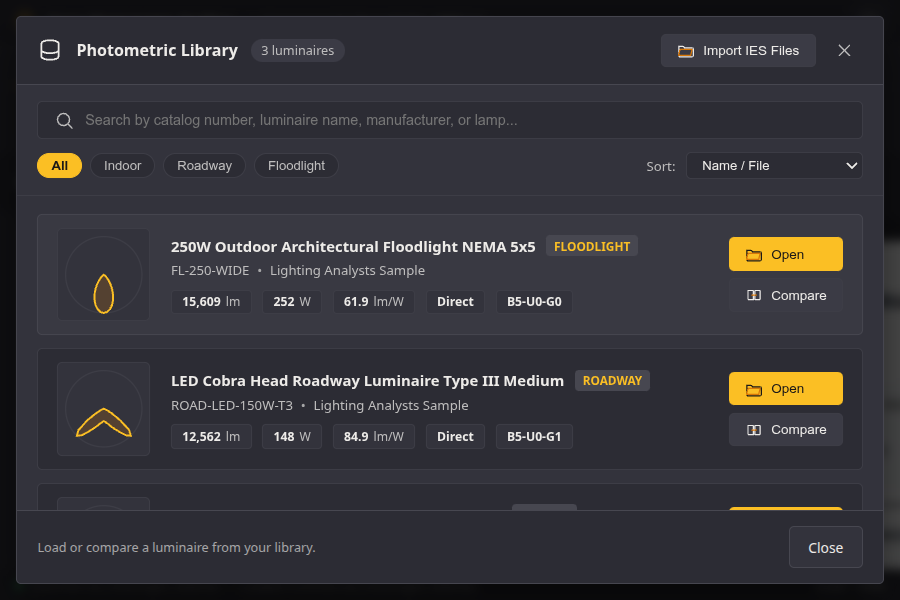 Photometric Library 3 luminaires Import IES Files
Search by catalog number, luminaire name, manufacturer, or lamp...
All Indoor Roadway Floodlight Sort: Name / File
250W Outdoor Architectural Floodlight NEMA 5x5 FLOODLIGHT
FL-250-WIDE • Lighting Analysts Sample
15,609 lm 252 W 61.9 lm/W Direct B5-U0-G0
Open
Compare
LED Cobra Head Roadway Luminaire Type III Medium ROADWAY
ROAD-LED-150W-T3 • Lighting Analysts Sample
12,562 lm 148 W 84.9 lm/W Direct B5-U0-G1
Open
Compare
Load or compare a luminaire from your library.
Close